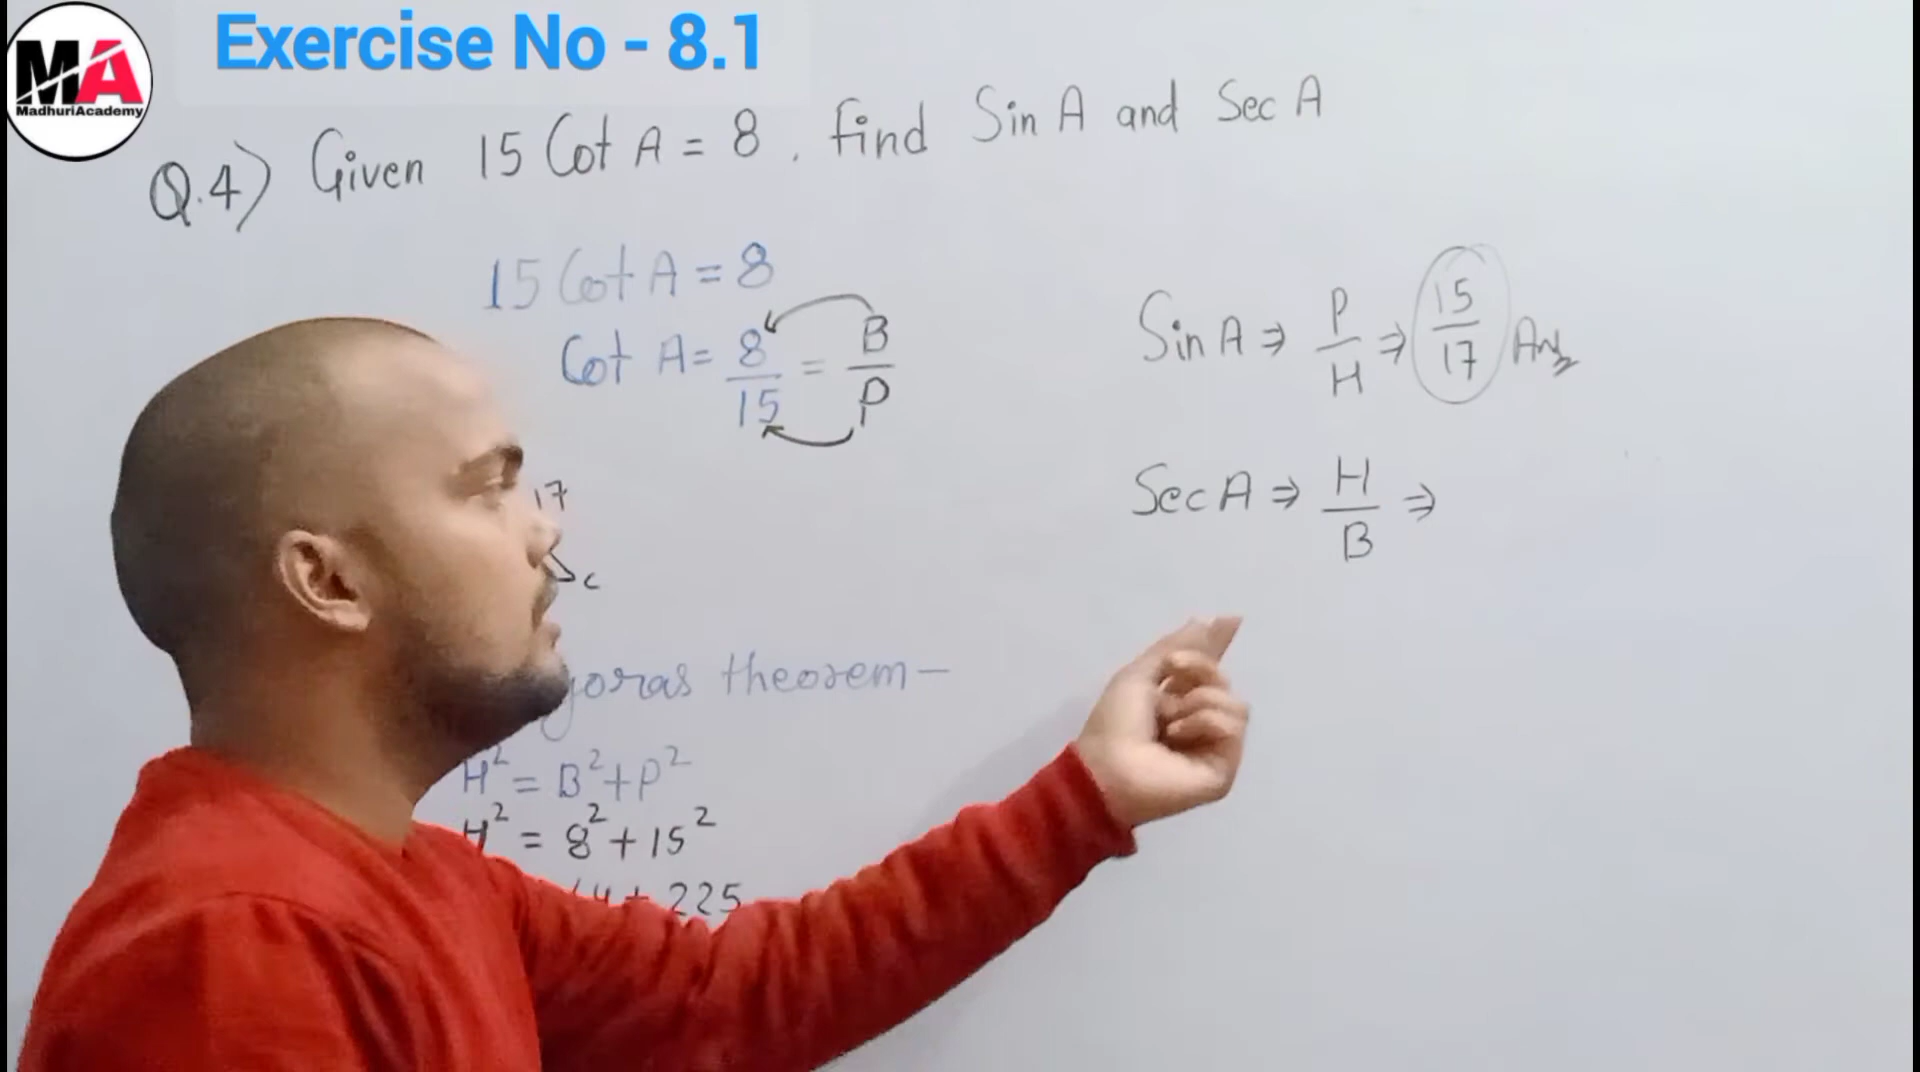 MA
MadhuriAcademy
Exercise No - 8.1
Q.4) Given 15 Cot A = 8, find Sin A and Sec A
15 Cot A = 8
Cot A = 8/15 = B/P
17
C
theorem –
H² = B² + P²
H² = 8² + 15²
+ 225
Sin A ⇒ P/H ⇒ 15/17 Ans
Sec A ⇒ H/B ⇒